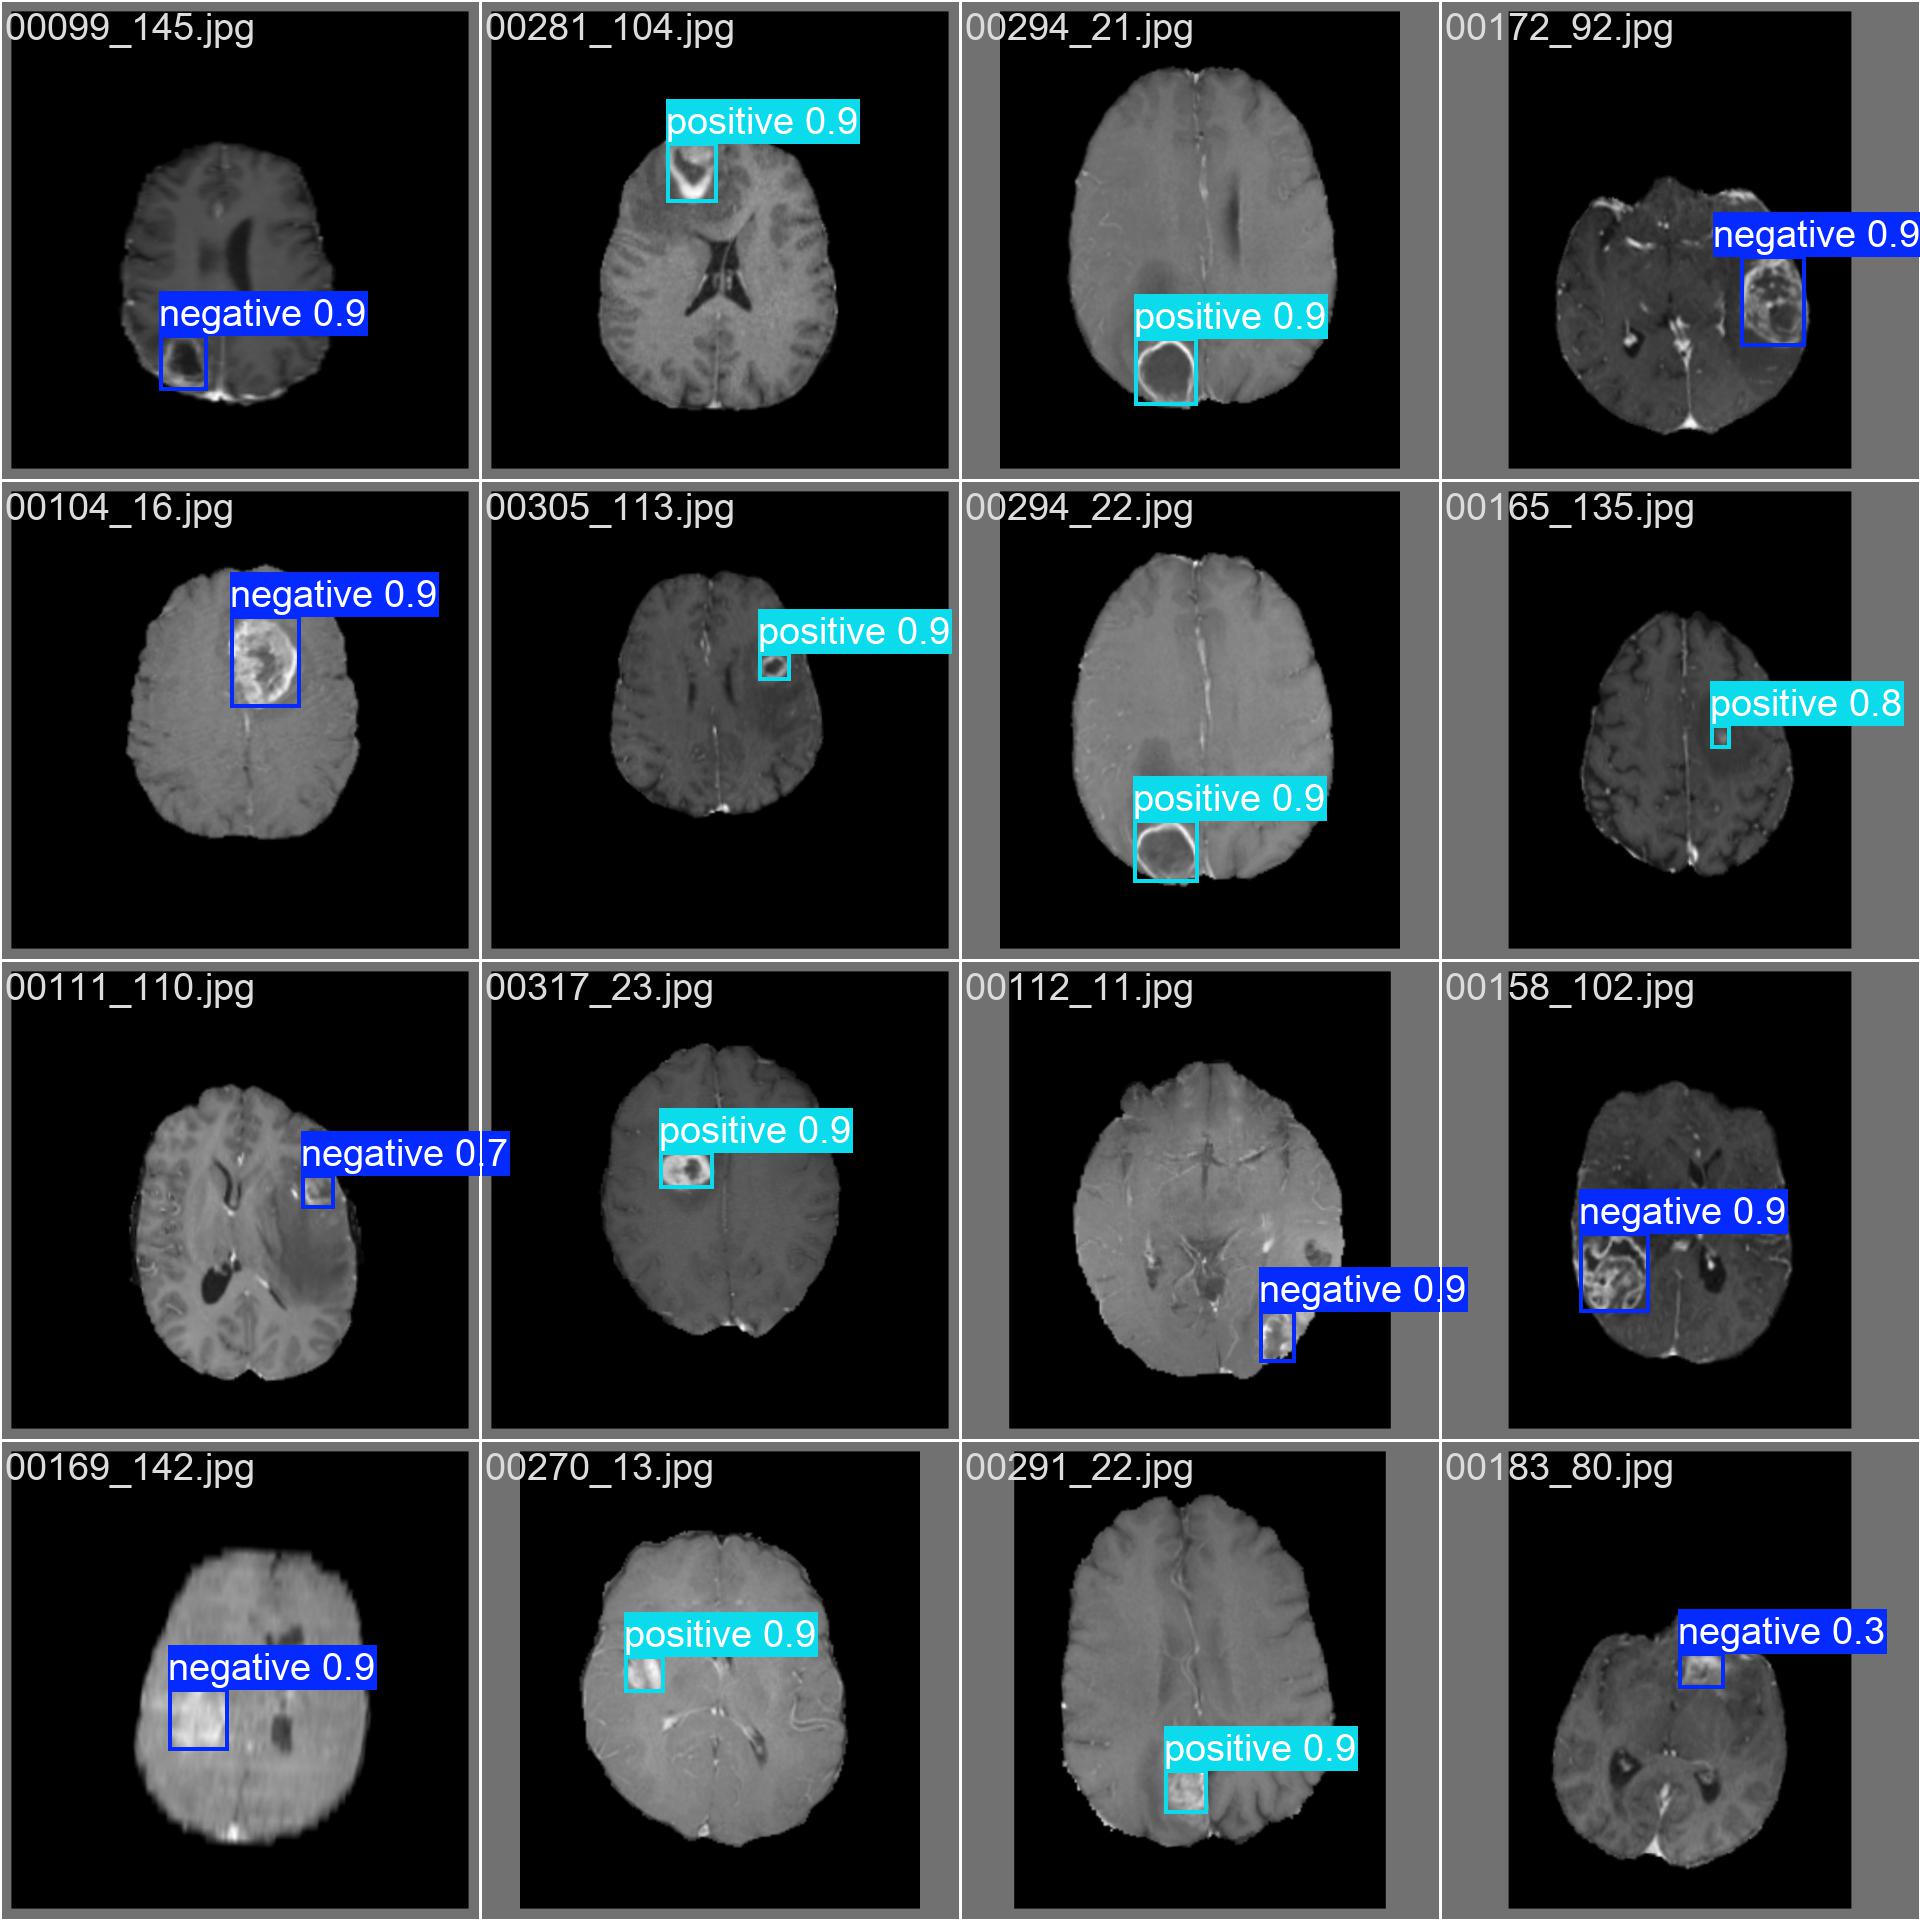 00099_145.jpg
negative 0.9
00281_104.jpg
positive 0.9
00294_21.jpg
positive 0.9
00172_92.jpg
negative 0.9
00104_16.jpg
negative 0.9
00305_113.jpg
positive 0.9
00294_22.jpg
positive 0.9
00165_135.jpg
positive 0.8
00111_110.jpg
negative 0.7
00317_23.jpg
positive 0.9
00112_11.jpg
negative 0.9
00158_102.jpg
negative 0.9
00169_142.jpg
negative 0.9
00270_13.jpg
positive 0.9
00291_22.jpg
positive 0.9
00183_80.jpg
negative 0.3